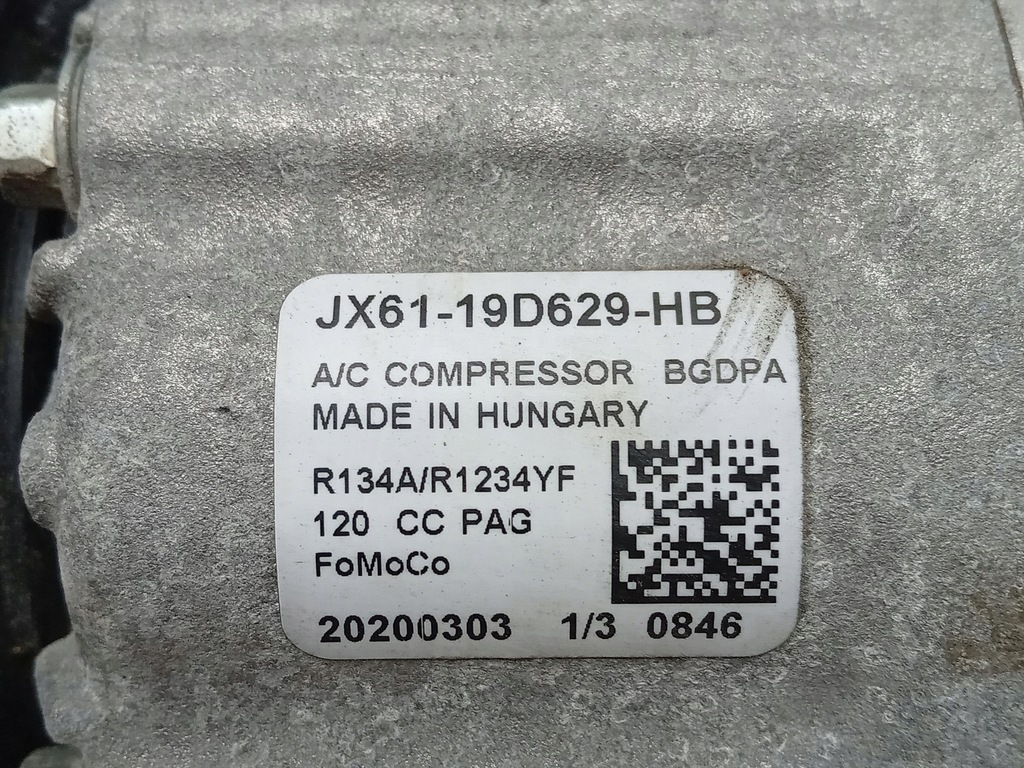 JX61-19D629-HB
A/C COMPRESSOR BGDPA
MADE IN HUNGARY
R134A/R1234YF
120 CC PAG
FoMoCo
20200303 1/3 0846